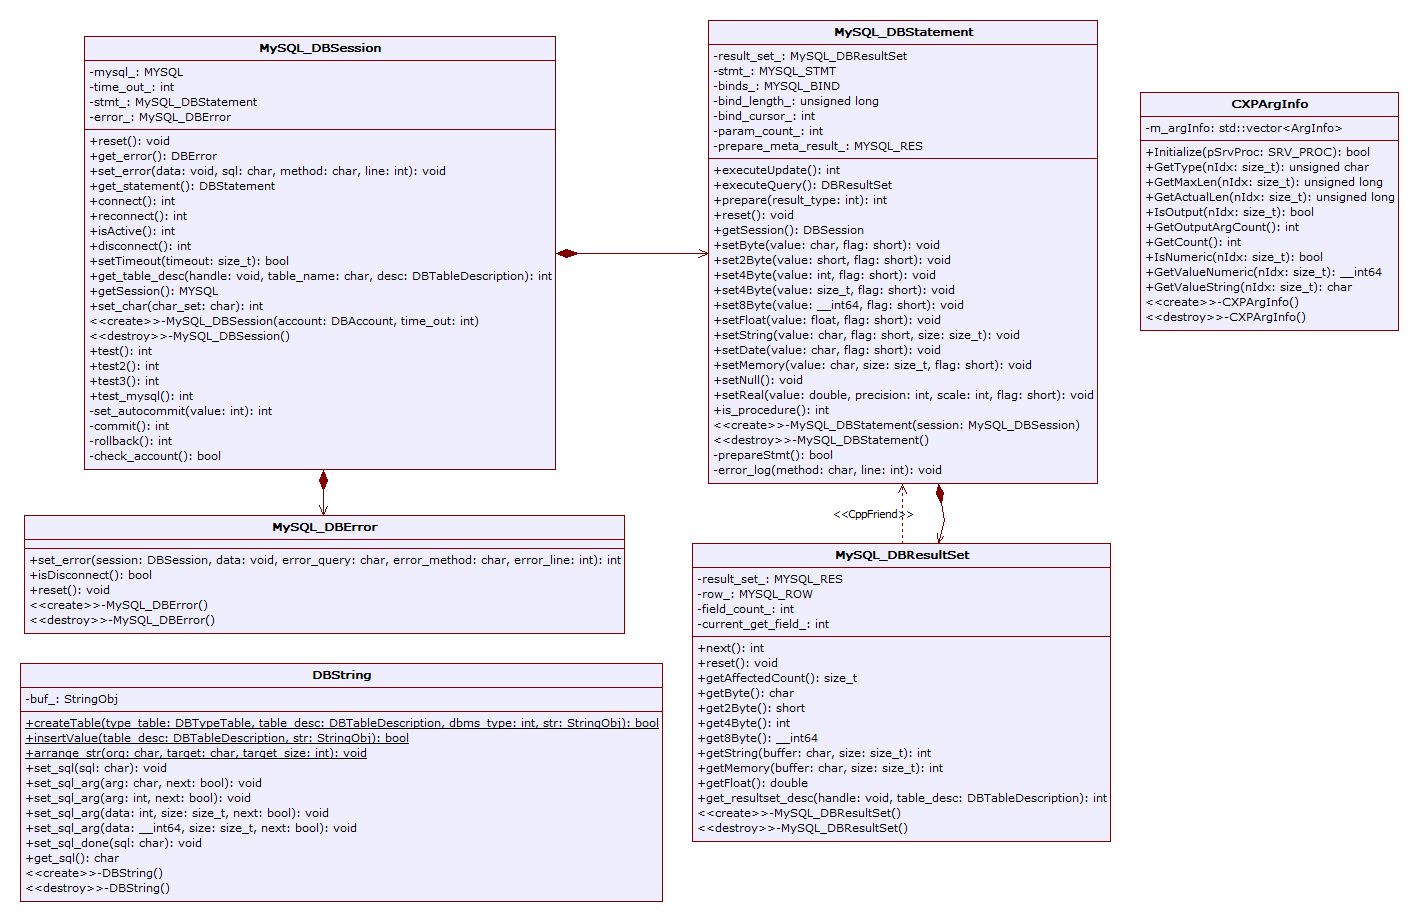 MySQL_DBSession
-mysql_: MYSQL
-time_out_: int
-stmt_: MySQL_DBStatement
-error_: MySQL_DBError
+reset(): void
+get_error(): DBError
+set_error(data: void, sql: char, method: char, line: int): void
+get_statement(): DBStatement
+connect(): int
+reconnect(): int
+isActive(): int
+disconnect(): int
+setTimeout(timeout: size_t): bool
+get_table_desc(handle: void, table_name: char, desc: DBTableDescription): int
+getSession(): MYSQL
+set_char(char_set: char): int
<<create>>-MySQL_DBSession(account: DBAccount, time_out: int)
<<destroy>>-MySQL_DBSession()
+test(): int
+test2(): int
+test3(): int
+test_mysql(): int
-set_autocommit(value: int): int
-commit(): int
-rollback(): int
-check_account(): bool
MySQL_DBStatement
-result_set_: MySQL_DBResultSet
-stmt_: MYSQL_STMT
-binds_: MYSQL_BIND
-bind_length_: unsigned long
-bind_cursor_: int
-param_count_: int
-prepare_meta_result_: MYSQL_RES
+executeUpdate(): int
+executeQuery(): DBResultSet
+prepare(result_type: int): int
+reset(): void
+getSession(): DBSession
+setByte(value: char, flag: short): void
+set2Byte(value: short, flag: short): void
+set4Byte(value: int, flag: short): void
+set4Byte(value: size_t, flag: short): void
+set8Byte(value: __int64, flag: short): void
+setFloat(value: float, flag: short): void
+setString(value: char, flag: short, size: size_t): void
+setDate(value: char, flag: short): void
+setMemory(value: char, size: size_t, flag: short): void
+setNull(): void
+setReal(value: double, precision: int, scale: int, flag: short): void
+is_procedure(): int
<<create>>-MySQL_DBStatement(session: MySQL_DBSession)
<<destroy>>-MySQL_DBStatement()
-prepareStmt(): bool
-error_log(method: char, line: int): void
CXPArgInfo
-m_argInfo: std::vector<ArgInfo>
+Initialize(pSrvProc: SRV_PROC): bool
+GetType(nIdx: size_t): unsigned char
+GetMaxLen(nIdx: size_t): unsigned long
+GetActualLen(nIdx: size_t): unsigned long
+IsOutput(nIdx: size_t): bool
+GetOutputArgCount(): int
+GetCount(): int
+IsNumeric(nIdx: size_t): bool
+GetValueNumeric(nIdx: size_t): __int64
+GetValueString(nIdx: size_t): char
<<create>>-CXPArgInfo()
<<destroy>>-CXPArgInfo()
<<CppFriend>>
MySQL_DBError
+set_error(session: DBSession, data: void, error_query: char, error_method: char, error_line: int): int
+isDisconnect(): bool
+reset(): void
<<create>>-MySQL_DBError()
<<destroy>>-MySQL_DBError()
MySQL_DBResultSet
-result_set_: MYSQL_RES
-row_: MYSQL_ROW
-field_count_: int
-current_get_field_: int
+next(): int
+reset(): void
+getAffectedCount(): size_t
+getByte(): char
+get2Byte(): short
+get4Byte(): int
+get8Byte(): __int64
+getString(buffer: char, size: size_t): int
+getMemory(buffer: char, size: size_t): int
+getFloat(): double
+get_resultset_desc(handle: void, table_desc: DBTableDescription): int
<<create>>-MySQL_DBResultSet()
<<destroy>>-MySQL_DBResultSet()
DBString
-buf_: StringObj
+createTable(type_table: DBTypeTable, table_desc: DBTableDescription, dbms_type: int, str: StringObj): bool
+insertValue(table_desc: DBTableDescription, str: StringObj): bool
+arrange_str(org: char, target: char, target_size: int): void
+set_sql(sql: char): void
+set_sql_arg(arg: char, next: bool): void
+set_sql_arg(arg: int, next: bool): void
+set_sql_arg(data: int, size: size_t, next: bool): void
+set_sql_arg(data: __int64, size: size_t, next: bool): void
+set_sql_done(sql: char): void
+get_sql(): char
<<create>>-DBString()
<<destroy>>-DBString()